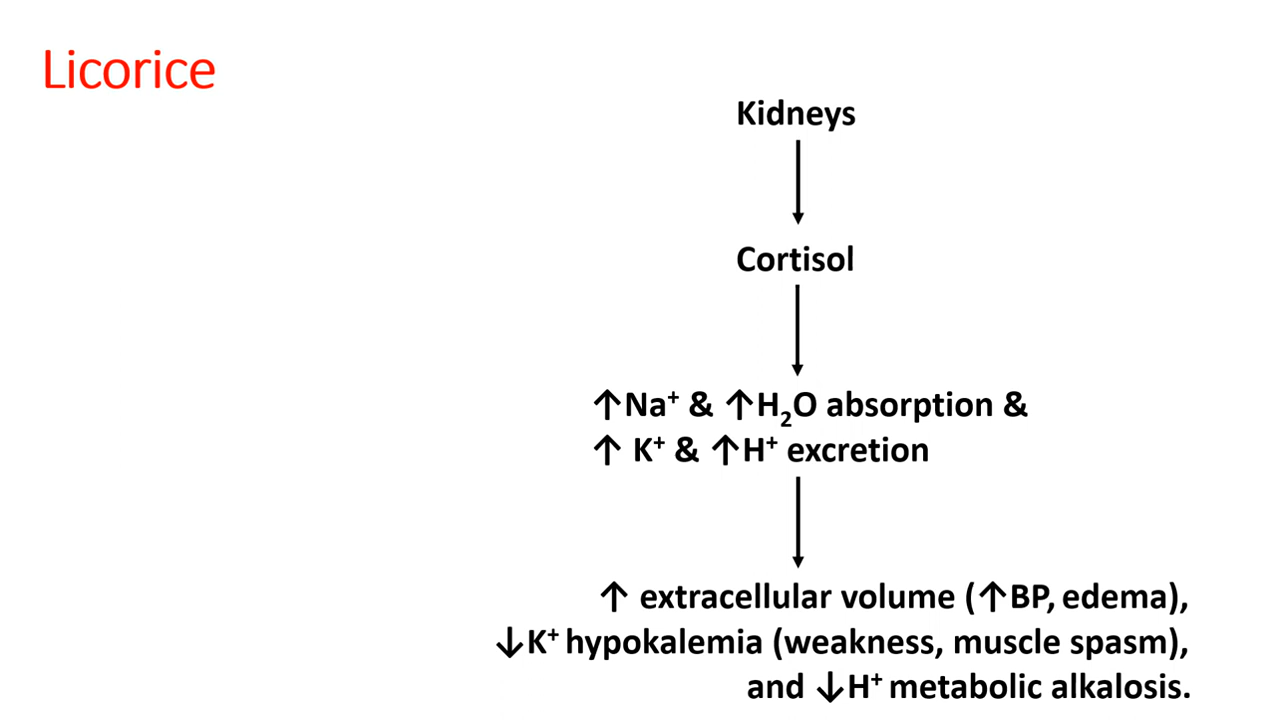 Licorice
Kidneys
Cortisol
↑Na⁺ & ↑H₂O absorption &
↑ K⁺ & ↑H⁺ excretion
↑ extracellular volume (↑BP, edema),
↓K⁺ hypokalemia (weakness, muscle spasm),
and ↓H⁺ metabolic alkalosis.